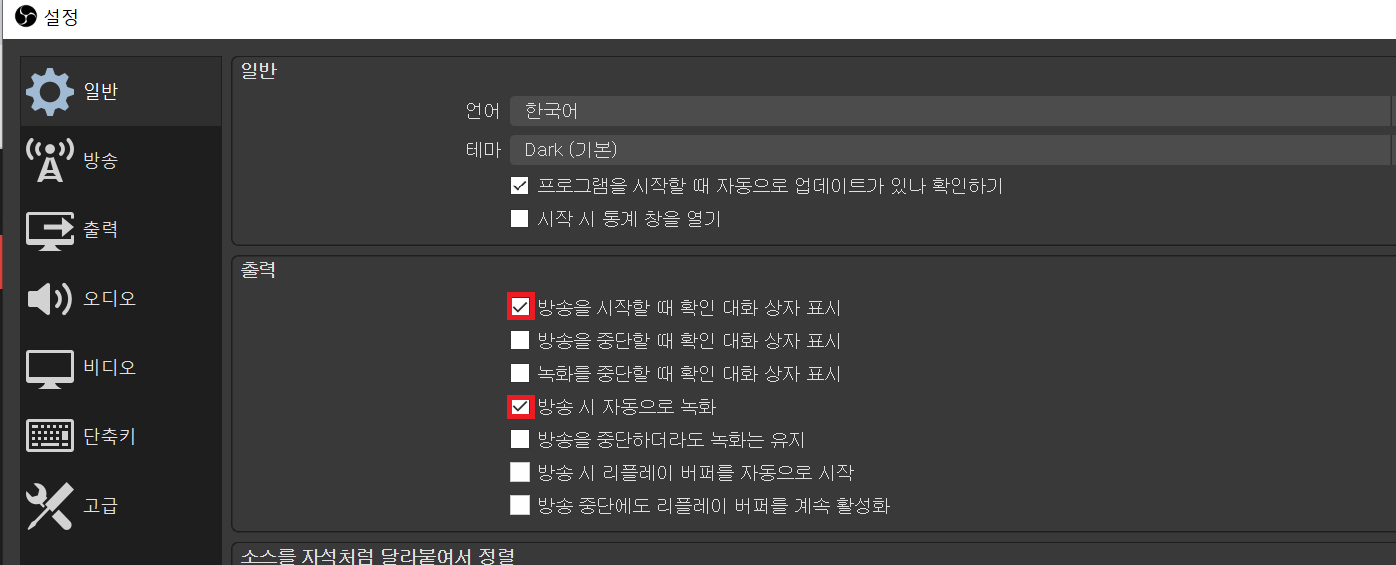 설정
일반
방송
출력
오디오
비디오
단축키
고급
일반
언어 한국어
테마 Dark (기본)
프로그램을 시작할 때 자동으로 업데이트가 있나 확인하기
시작 시 통계 창을 열기
출력
방송을 시작할 때 확인 대화 상자 표시
방송을 중단할 때 확인 대화 상자 표시
녹화를 중단할 때 확인 대화 상자 표시
방송 시 자동으로 녹화
방송을 중단하더라도 녹화는 유지
방송 시 리플레이 버퍼를 자동으로 시작
방송 중단에도 리플레이 버퍼를 계속 활성화
소스를 자석처럼 달라붙여서 정렬